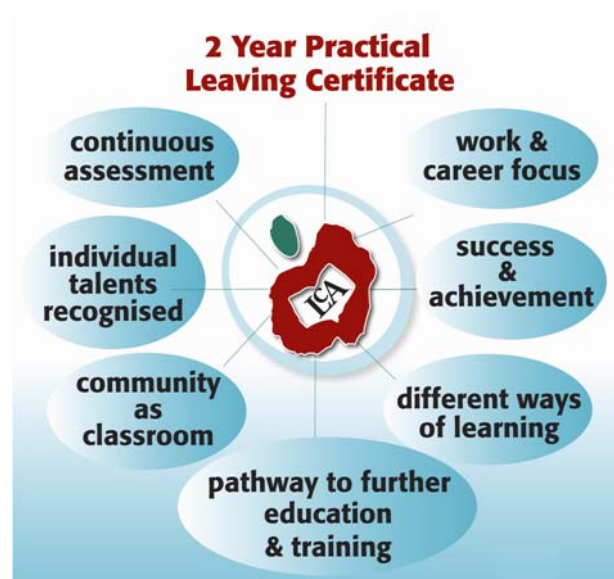 2 Year Practical
Leaving Certificate
continuous
assessment
work &
career focus
individual
talents
recognised
LcA
success
&
achievement
community
as
classroom
different ways
of learning
pathway to further
education
& training